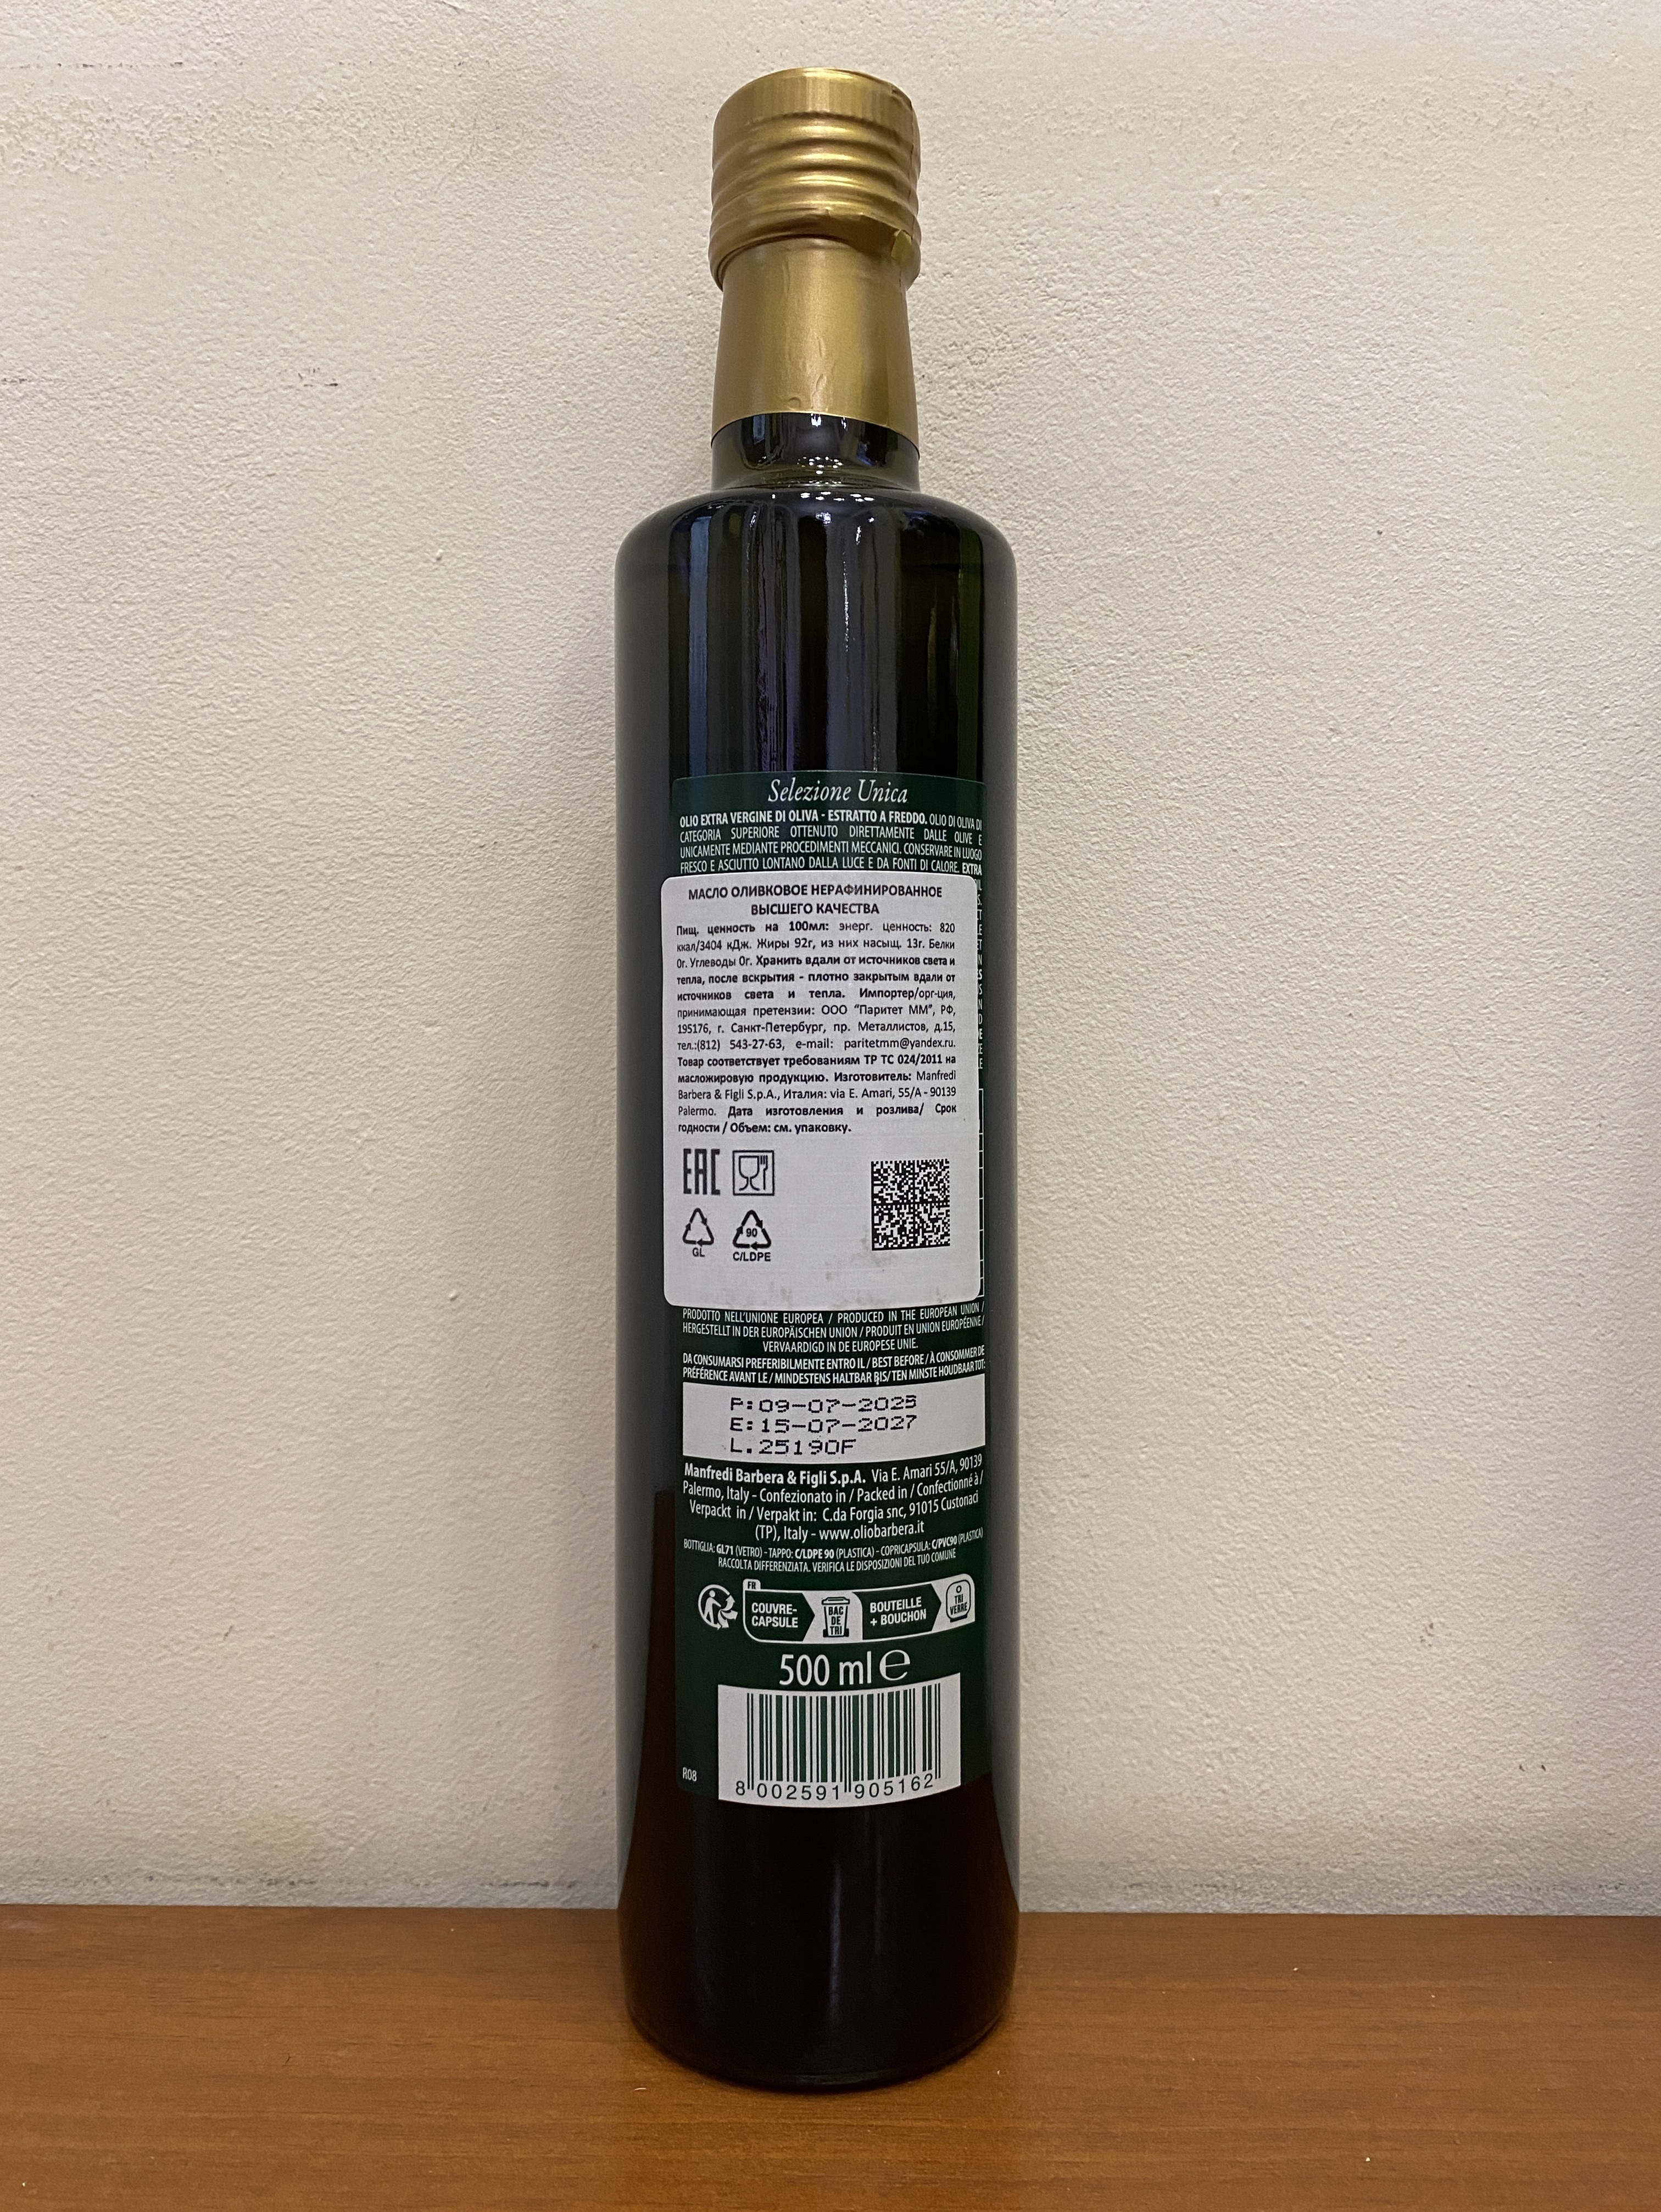 Selezione Unica
OLIO EXTRA VERGINE DI OLIVA - ESTRATTO A FREDDO. OLIO DI OLIVA DI
CATEGORIA SUPERIORE OTTENUTO DIRETTAMENTE DALLE OLIVE E
UNICAMENTE MEDIANTE PROCEDIMENTI MECCANICI. CONSERVARE IN LUOGO
FRESCO E ASCIUTTO LONTANO DALLA LUCE E DA FONTI DI CALORE. EXTRA
МАСЛО ОЛИВКОВОЕ НЕРАФИНИРОВАННОЕ
ВЫСШЕГО КАЧЕСТВА
Пищ. ценность на 100мл: энерг. ценность: 820
ккал/3404 кДж. Жиры 92г, из них насыщ. 13г. Белки
0г. Углеводы 0г. Хранить вдали от источников света и
тепла, после вскрытия - плотно закрытым вдали от
источников света и тепла. Импортер/орг-ция,
принимающая претензии: ООО "Паритет ММ", РФ,
195176, г. Санкт-Петербург, пр. Металлистов, д.15,
тел.:(812) 543-27-63, e-mail: paritetmm@yandex.ru.
Товар соответствует требованиям ТР ТС 024/2011 на
масложировую продукцию. Изготовитель: Manfredi
Barbera & Figli S.p.A., Италия: via E. Amari, 55/A - 90139
Palermo. Дата изготовления и розлива/ Срок
годности / Объем: см. упаковку.
EAC
90
GL C/LDPE
PRODOTTO NELL'UNIONE EUROPEA / PRODUCED IN THE EUROPEAN UNION /
HERGESTELLT IN DER EUROPÄISCHEN UNION / PRODUIT EN UNION EUROPÉENNE /
VERVAARDIGD IN DE EUROPESE UNIE.
DA CONSUMARSI PREFERIBILMENTE ENTRO IL / BEST BEFORE / À CONSOMMER DE
PRÉFÉRENCE AVANT LE / MINDESTENS HALTBAR BIS/ TEN MINSTE HOUDBAAR TOT:
P:09-07-2025
E:15-07-2027
L.25190F
Manfredi Barbera & Figli S.p.A. Via E. Amari 55/A, 90139
Palermo, Italy - Confezionato in / Packed in / Confectionné à /
Verpackt in / Verpakt in: C.da Forgia snc, 91015 Custonaci
(TP), Italy - www.oliobarbera.it
BOTTIGLIA: GL71 (VETRO) - TAPPO: C/LDPE 90 (PLASTICA) - COPRICAPSULA: C/PVC90 (PLASTICA)
RACCOLTA DIFFERENZIATA. VERIFICA LE DISPOSIZIONI DEL TUO COMUNE
FR
COUVRE-
CAPSULE
BAC
DE
TRI
BOUTEILLE
+ BOUCHON
TRI
VERRE
500 ml e
R08
8 002591 905162